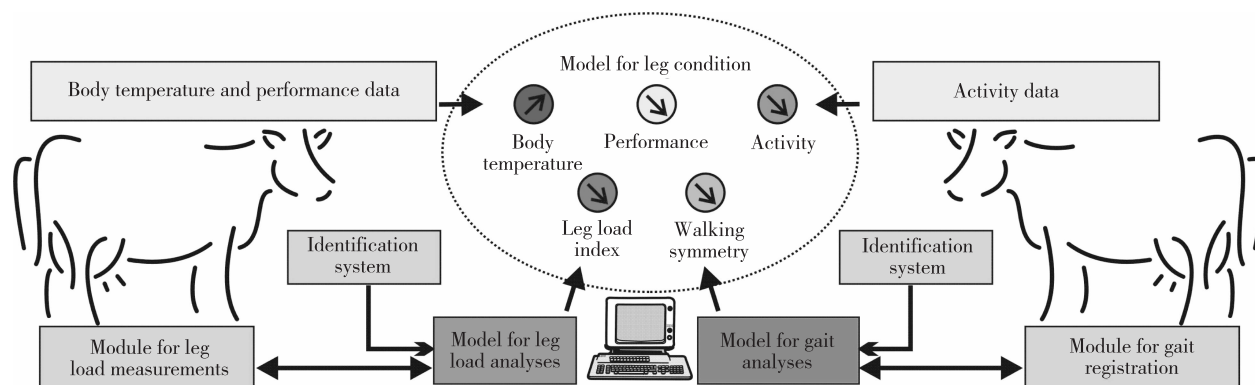 Model for leg condition
Body temperature and performance data
Activity data
Body
temperature
Performance
Activity
Leg load
index
Walking
symmetry
Identification
system
Identification
system
Module for leg
load measurements
Model for leg
load analyses
Model for gait
analyses
Module for gait
registration